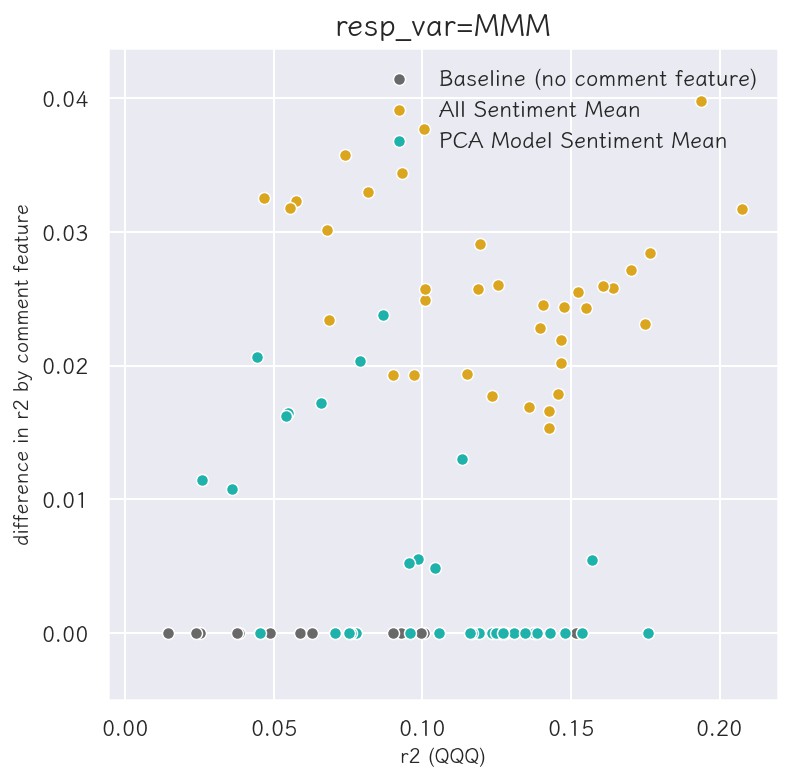 resp_var=MMM
Baseline (no comment feature)
All Sentiment Mean
PCA Model Sentiment Mean
difference in r2 by comment feature
0.04
0.03
0.02
0.01
0.00
0.00
0.05
0.10
0.15
0.20
r2 (QQQ)